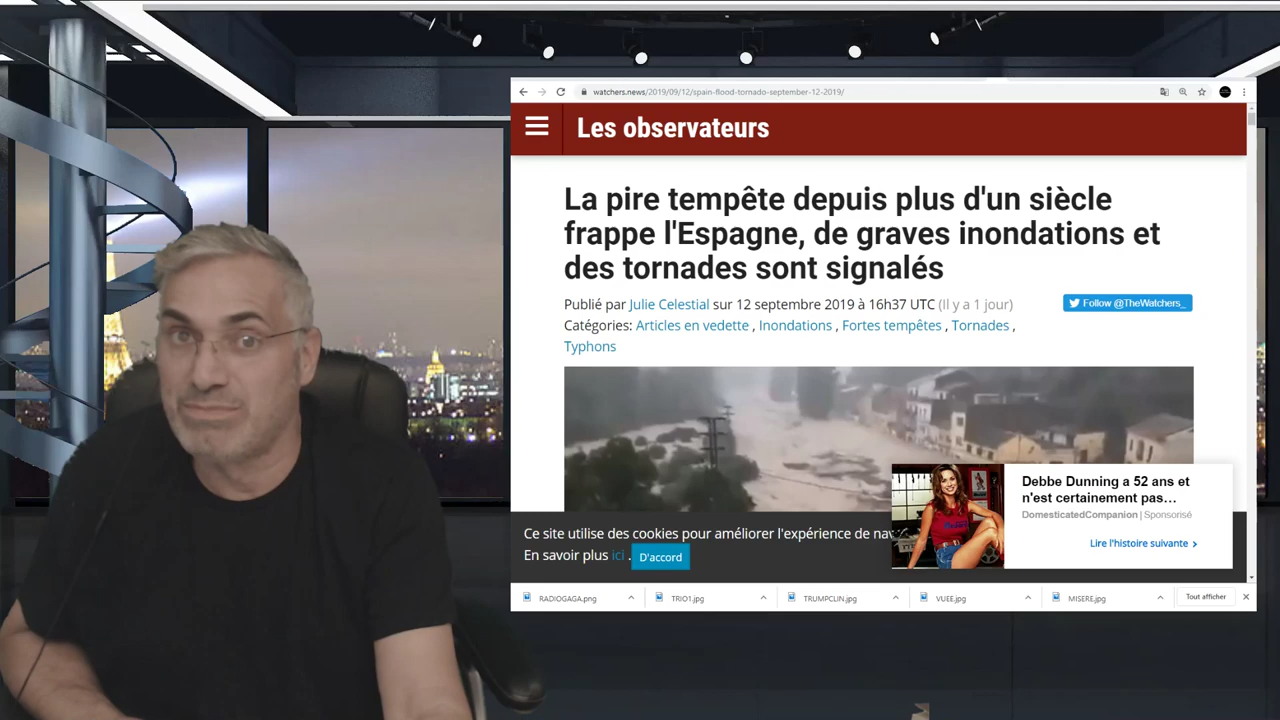 watchers.news/2019/09/12/spain-flood-tornado-september-12-2019/
Les observateurs
La pire tempête depuis plus d'un siècle
frappe l'Espagne, de graves inondations et
des tornades sont signalés
Publié par Julie Celestial sur 12 septembre 2019 à 16h37 UTC (Il y a 1 jour)
Follow @TheWatchers_
Catégories: Articles en vedette , Inondations , Fortes tempêtes , Tornades ,
Typhons
Debbe Dunning a 52 ans et
n'est certainement pas...
DomesticatedCompanion | Sponsorisé
Lire l'histoire suivante >
Ce site utilise des cookies pour améliorer l'expérience de nav
En savoir plus ici .
D'accord
RADIOGAGA.png
TRIO1.jpg
TRUMPCLIN.jpg
VUEE.jpg
MISERE.jpg
Tout afficher